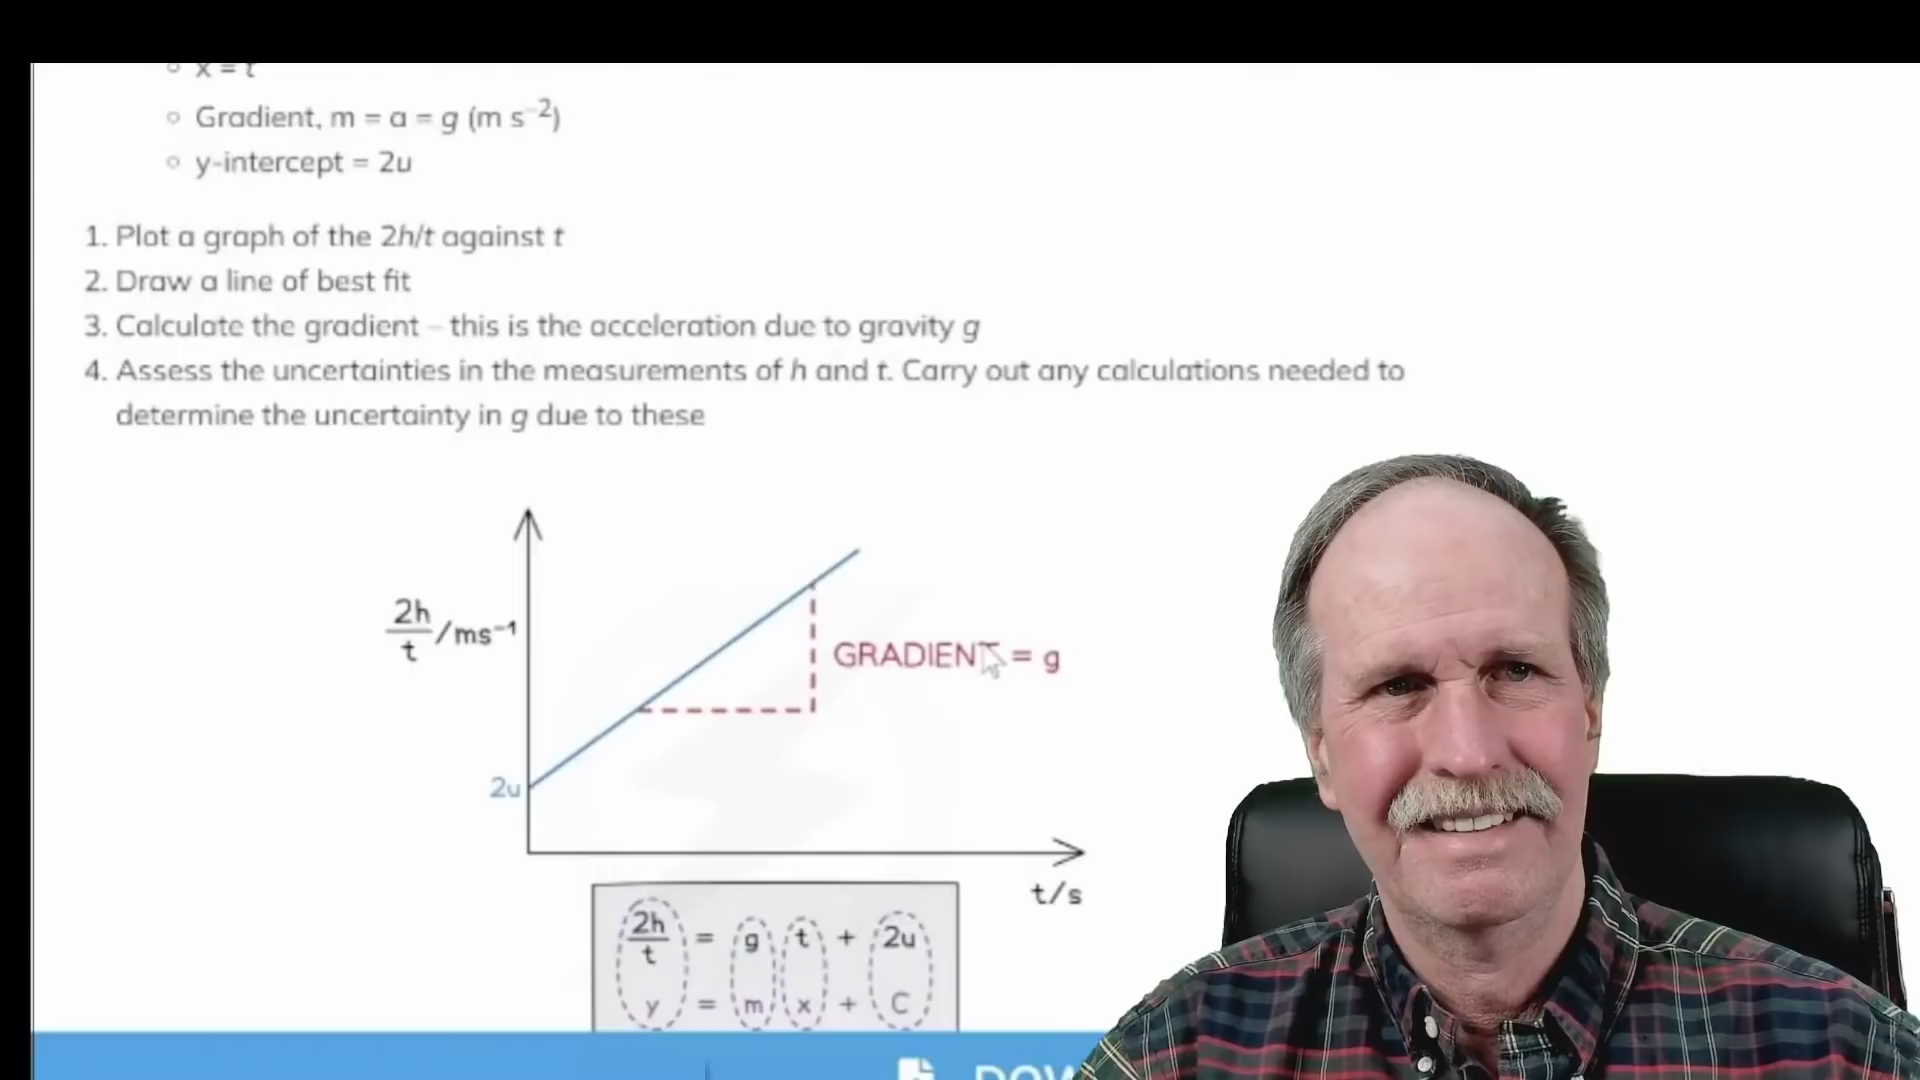 x = t
Gradient, m = a = g (m s⁻²)
y-intercept = 2u
1. Plot a graph of the 2h/t against t
2. Draw a line of best fit
3. Calculate the gradient – this is the acceleration due to gravity g
4. Assess the uncertainties in the measurements of h and t. Carry out any calculations needed to
determine the uncertainty in g due to these
2h/t /ms⁻¹
GRADIENT = g
2u
t/s
2h/t = g t + 2u
y = m x + C